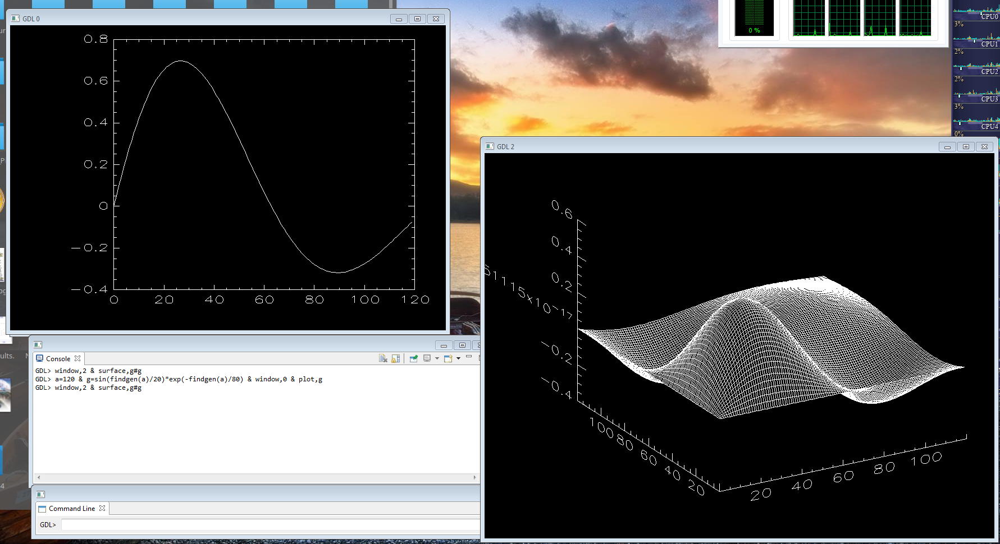 GDL 0
0.8
0.6
0.4
0.2
0
−0.2
−0.4
0 20 40 60 80 100 120
0 %
CPU0
3%
CPU1
2%
CPU2
2%
CPU3
3%
CPU4
0%
GDL 2
0.6
0.4
0.2
5115×10−17
−0.2
−0.4
100 80 60 40 20
20 40 60 80 100
Console
GDL> window,2 & surface,g#g
GDL> a=120 & g=sin(findgen(a)/20)*exp(-findgen(a)/80) & window,0 & plot,g
GDL> window,2 & surface,g#g
Command Line
GDL>
ults.
4